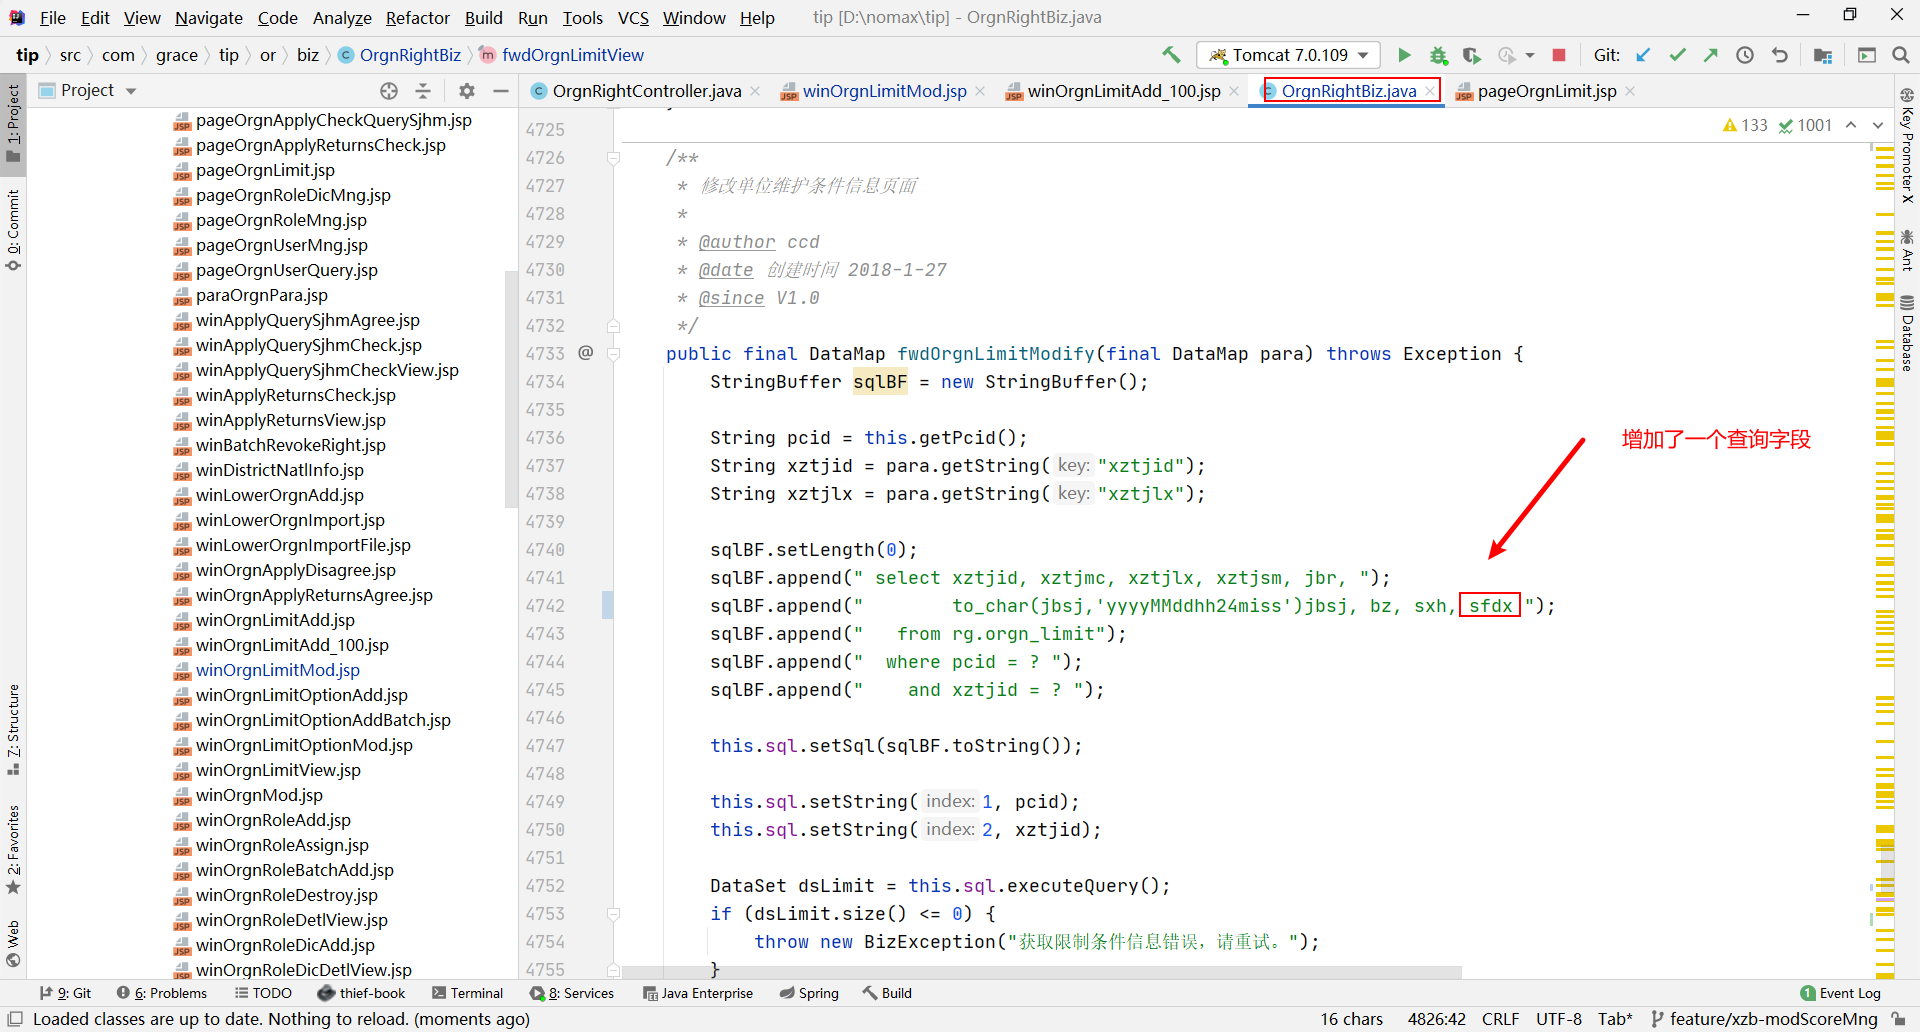 File Edit View Navigate Code Analyze Refactor Build Run Tools VCS Window Help tip [D:\nomax\tip] - OrgnRightBiz.java
tip src com grace tip or biz OrgnRightBiz fwdOrgnLimitView Tomcat 7.0.109 Git:
Project OrgnRightController.java winOrgnLimitMod.jsp winOrgnLimitAdd_100.jsp OrgnRightBiz.java pageOrgnLimit.jsp
133 1001
1: Project
0: Commit
7: Structure
2: Favorites
Web
pageOrgnApplyCheckQuerySjhm.jsp
pageOrgnApplyReturnsCheck.jsp
pageOrgnLimit.jsp
pageOrgnRoleDicMng.jsp
pageOrgnRoleMng.jsp
pageOrgnUserMng.jsp
pageOrgnUserQuery.jsp
paraOrgnPara.jsp
winApplyQuerySjhmAgree.jsp
winApplyQuerySjhmCheck.jsp
winApplyQuerySjhmCheckView.jsp
winApplyReturnsCheck.jsp
winApplyReturnsView.jsp
winBatchRevokeRight.jsp
winDistrictNatlInfo.jsp
winLowerOrgnAdd.jsp
winLowerOrgnImport.jsp
winLowerOrgnImportFile.jsp
winOrgnApplyDisagree.jsp
winOrgnApplyReturnsAgree.jsp
winOrgnLimitAdd.jsp
winOrgnLimitAdd_100.jsp
winOrgnLimitMod.jsp
winOrgnLimitOptionAdd.jsp
winOrgnLimitOptionAddBatch.jsp
winOrgnLimitOptionMod.jsp
winOrgnLimitView.jsp
winOrgnMod.jsp
winOrgnRoleAdd.jsp
winOrgnRoleAssign.jsp
winOrgnRoleBatchAdd.jsp
winOrgnRoleDestroy.jsp
winOrgnRoleDetlView.jsp
winOrgnRoleDicAdd.jsp
winOrgnRoleDicDetlView.jsp
4725
4726 /**
4727 * 修改单位维护条件信息页面
4728 *
4729 * @author ccd
4730 * @date 创建时间 2018-1-27
4731 * @since V1.0
4732 */
4733 @ public final DataMap fwdOrgnLimitModify(final DataMap para) throws Exception {
4734 StringBuffer sqlBF = new StringBuffer();
4735
4736 String pcid = this.getPcid();
4737 String xztjid = para.getString( key: "xztjid");
4738 String xztjlx = para.getString( key: "xztjlx");
4739
4740 sqlBF.setLength(0);
4741 sqlBF.append(" select xztjid, xztjmc, xztjlx, xztjsm, jbr, ");
4742 sqlBF.append(" to_char(jbsj,'yyyyMMddhh24miss')jbsj, bz, sxh, sfdx ");
4743 sqlBF.append(" from rg.orgn_limit");
4744 sqlBF.append(" where pcid = ? ");
4745 sqlBF.append(" and xztjid = ? ");
4746
4747 this.sql.setSql(sqlBF.toString());
4748
4749 this.sql.setString( index: 1, pcid);
4750 this.sql.setString( index: 2, xztjid);
4751
4752 DataSet dsLimit = this.sql.executeQuery();
4753 if (dsLimit.size() <= 0) {
4754 throw new BizException("获取限制条件信息错误，请重试。");
4755 }
增加了一个查询字段
Key Promoter X
Ant
Database
9: Git 6: Problems TODO thief-book Terminal 8: Services Java Enterprise Spring Build 1 Event Log
Loaded classes are up to date. Nothing to reload. (moments ago) 16 chars 4826:42 CRLF UTF-8 Tab* feature/xzb-modScoreMng